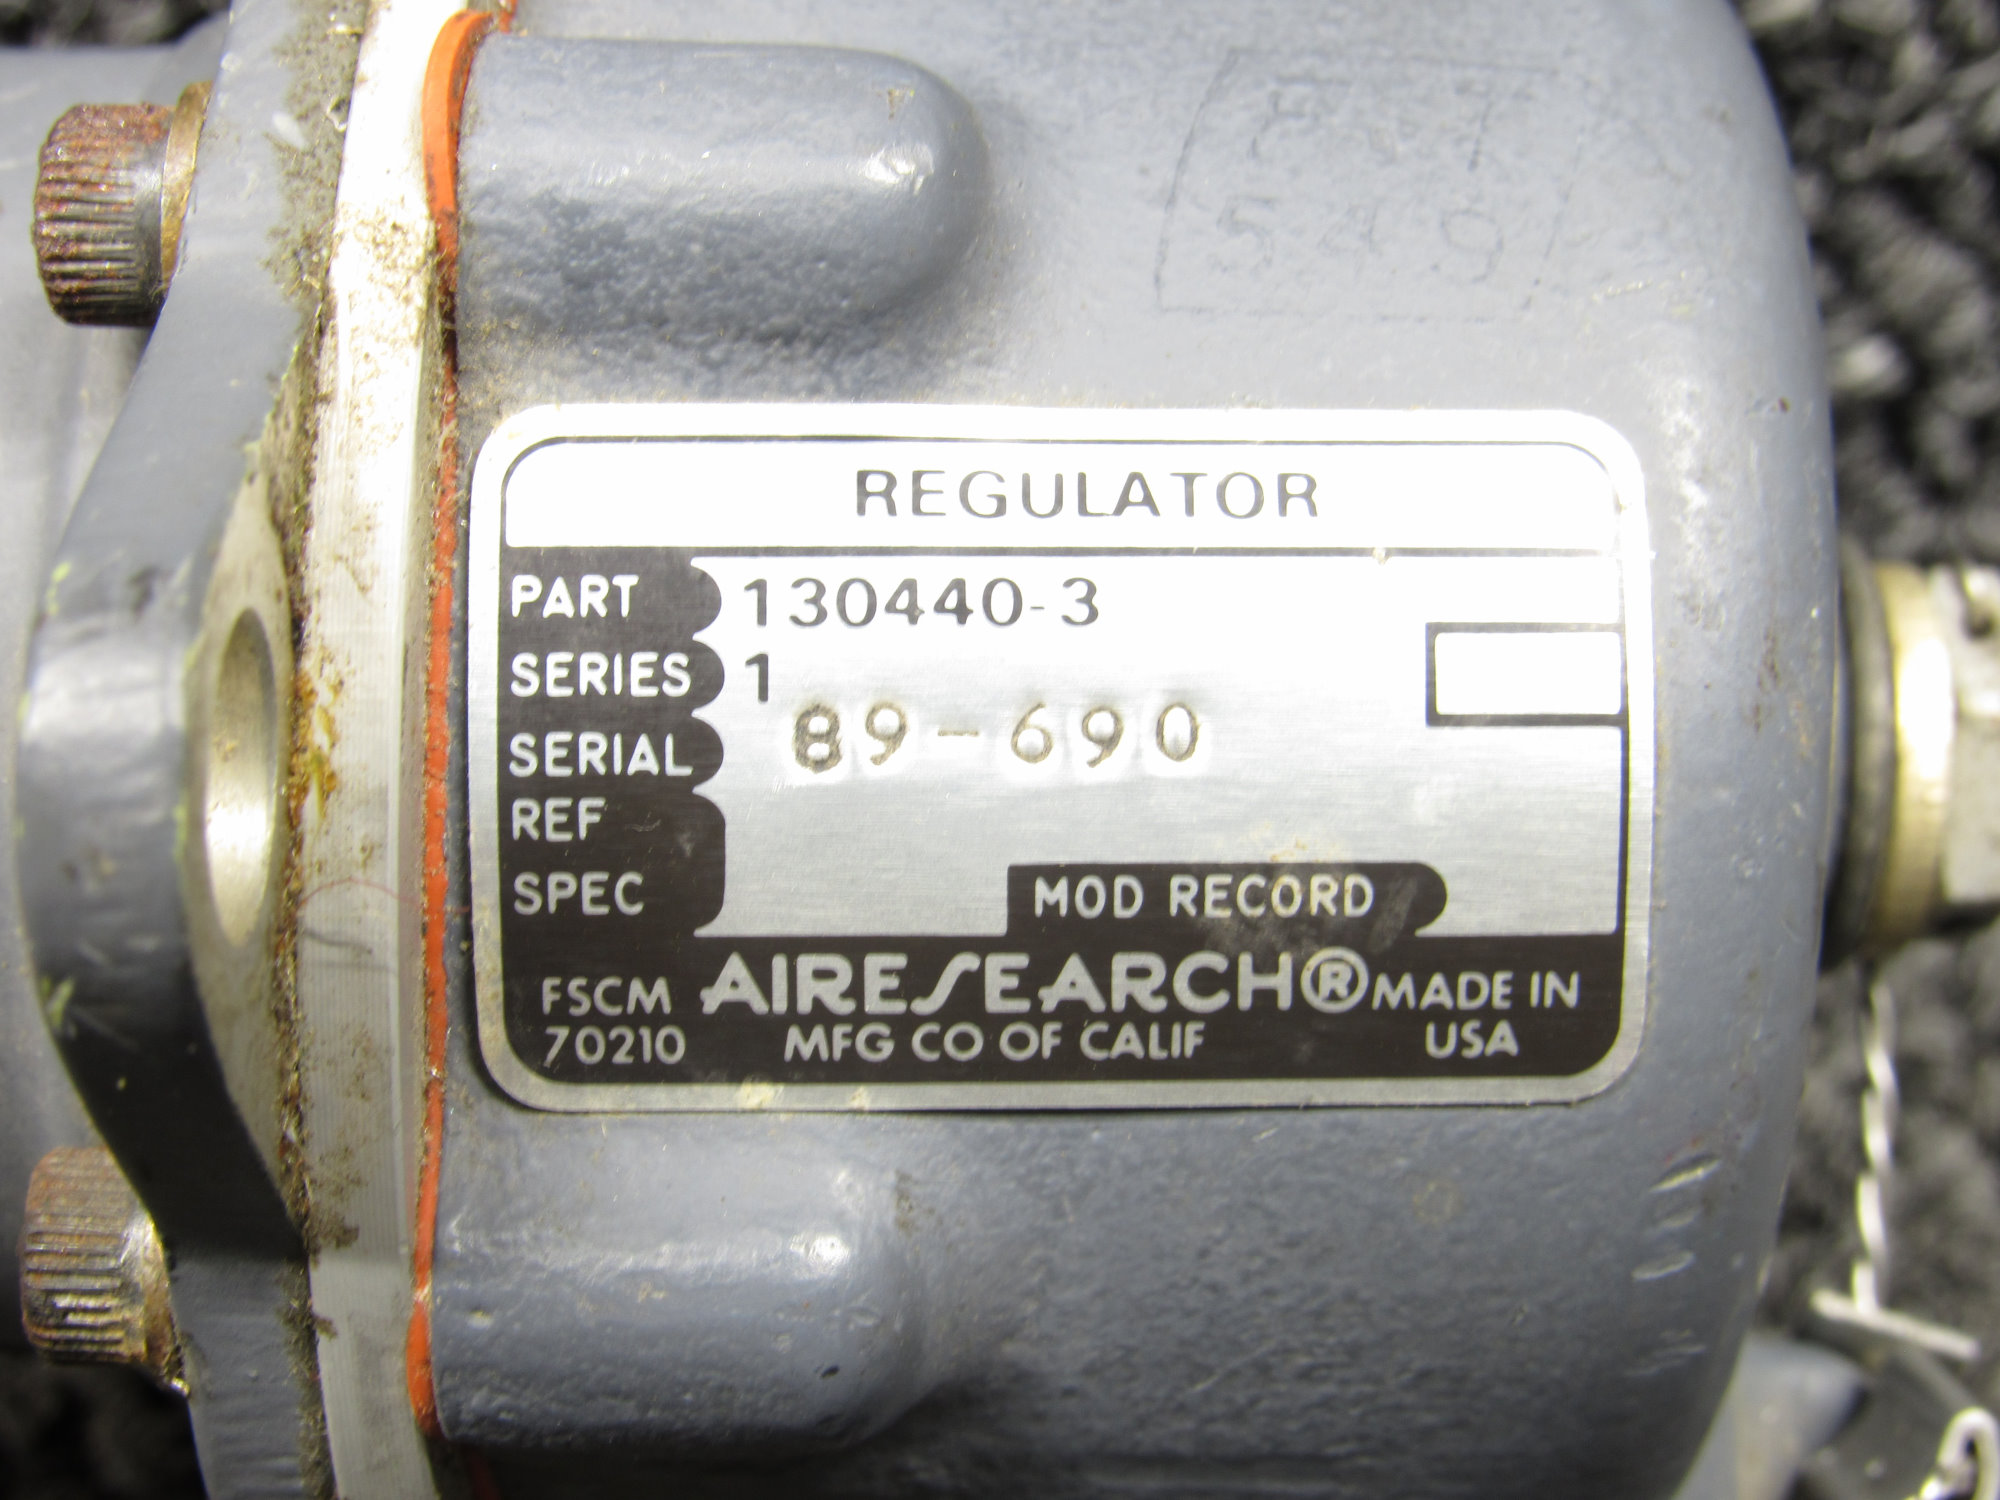 549
REGULATOR
PART 130440-3
SERIES 1
SERIAL 89-690
REF
SPEC
MOD RECORD
FSCM AIRESEARCH® MADE IN
70210 MFG CO OF CALIF USA